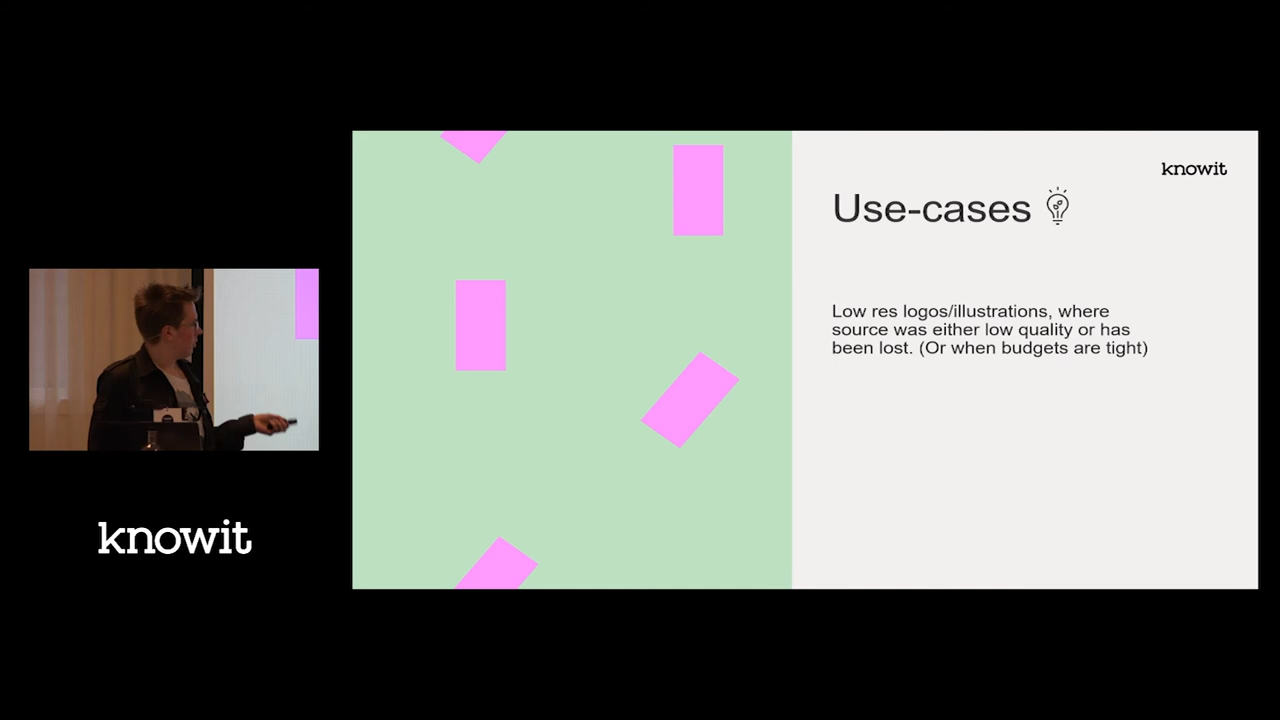 knowit
Use-cases
Low res logos/illustrations, where
source was either low quality or has
been lost. (Or when budgets are tight)
knowit